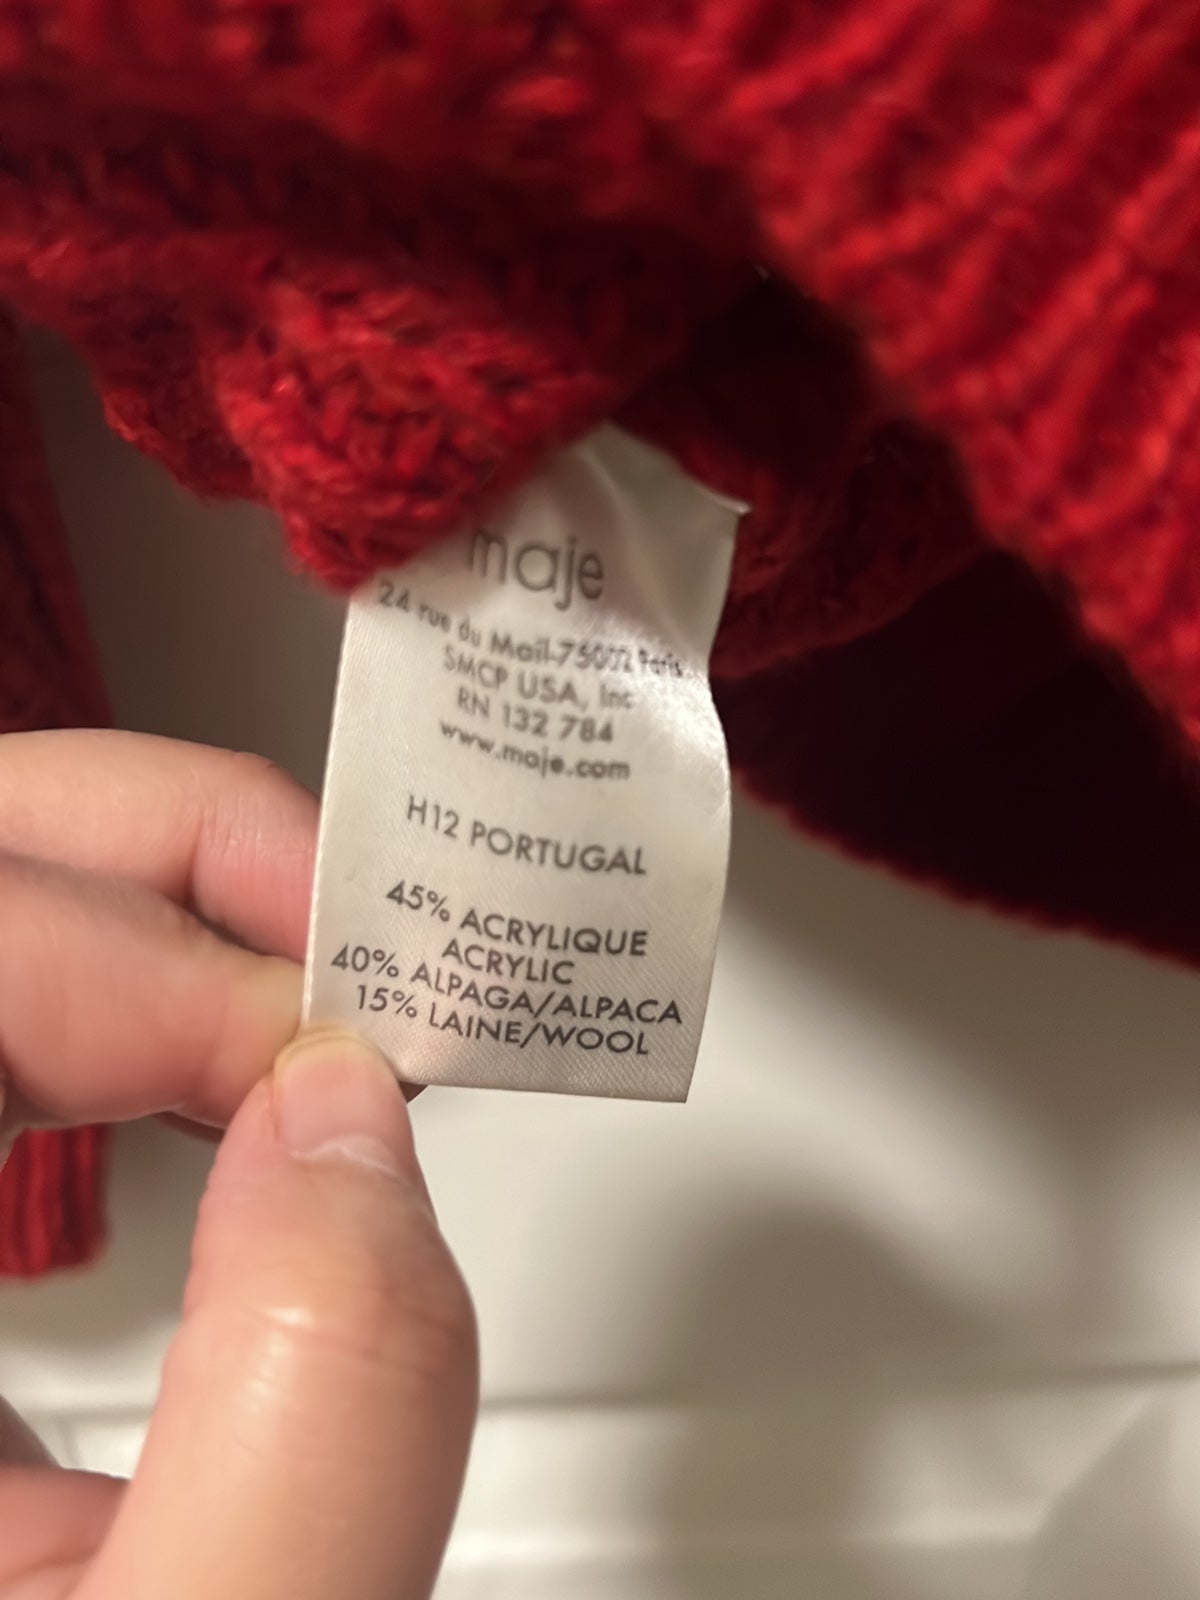 maje
24 rue du Mail-75002 Paris
SMCP USA, Inc
RN 132 784
www.maje.com
H12 PORTUGAL
45% ACRYLIQUE
ACRYLIC
40% ALPAGA/ALPACA
15% LAINE/WOOL